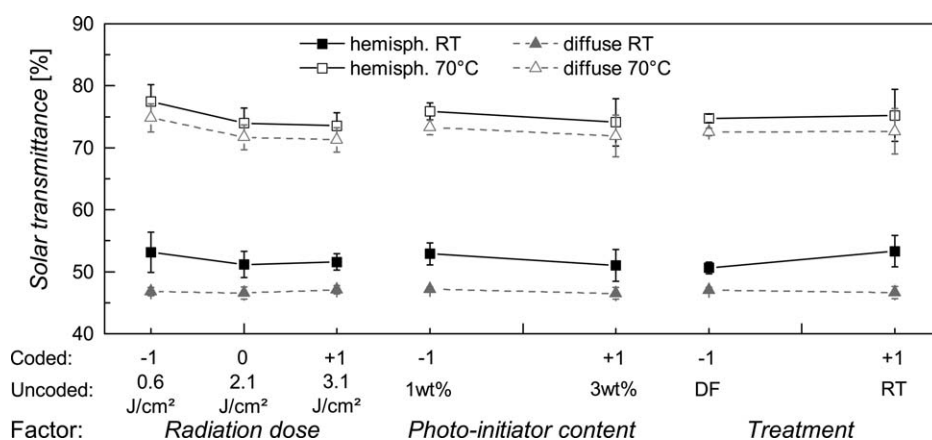 90
80
70
60
50
40
Solar transmittance [%]
hemisph. RT
diffuse RT
hemisph. 70°C
diffuse 70°C
Coded: -1 0 +1 -1 +1 -1 +1
Uncoded: 0.6 J/cm² 2.1 J/cm² 3.1 J/cm² 1wt% 3wt% DF RT
Factor: Radiation dose Photo-initiator content Treatment